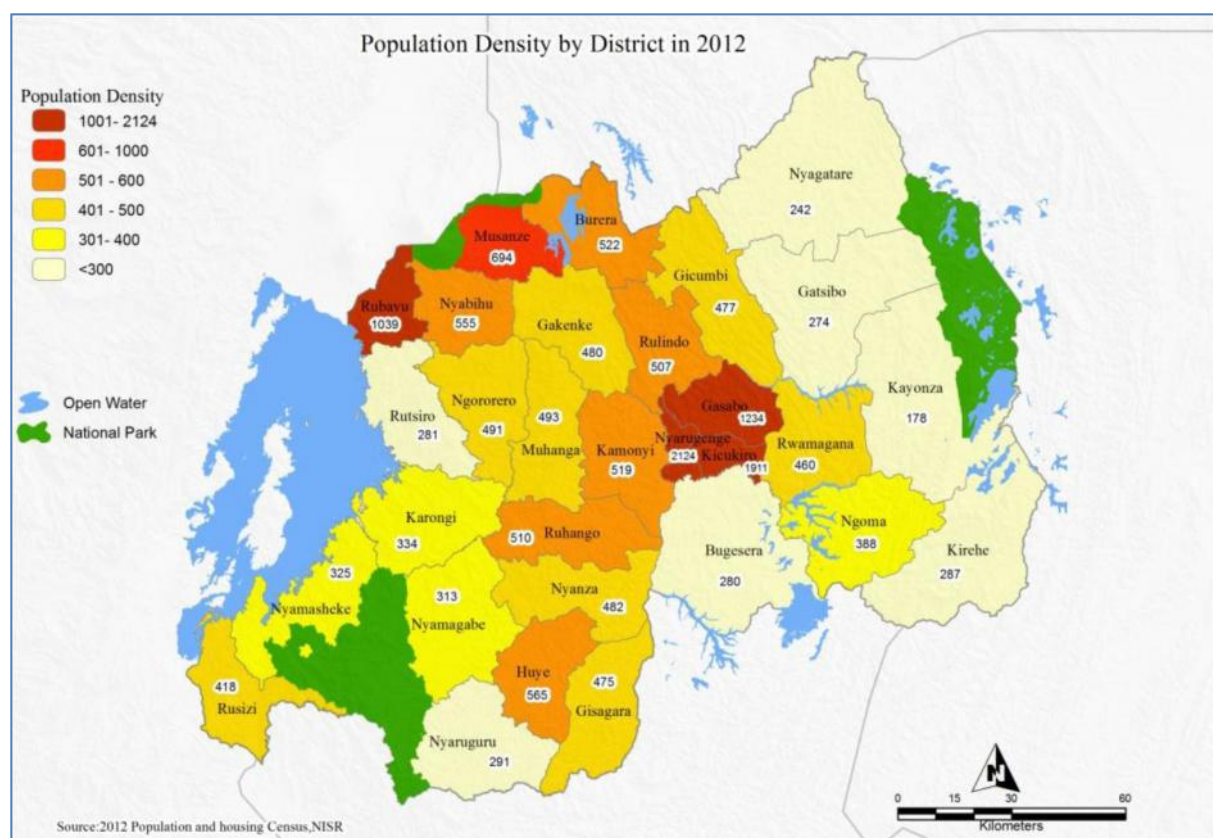 Population Density by District in 2012
Population Density
1001- 2124
601- 1000
501 - 600
401 - 500
301- 400
<300
Open Water
National Park
Nyagatare
242
Burera
522
Musanze
694
Gicumbi
477
Gatsibo
274
Rubavu
1039
Nyabihu
555
Gakenke
480
Rulindo
507
Kayonza
178
Gasabo
1234
Rutsiro
281
Ngororero
491
493
Muhanga
Kamonyi
519
Nyarugenge
2124
Kicukiro
1911
Rwamagana
460
Karongi
334
Ruhango
510
Ngoma
388
Kirehe
287
Bugesera
280
325
Nyamasheke
313
Nyamagabe
Nyanza
482
Huye
565
475
Gisagara
418
Rusizi
Nyaruguru
291
N
0 15 30 60
Kilometers
Source:2012 Population and housing Census,NISR